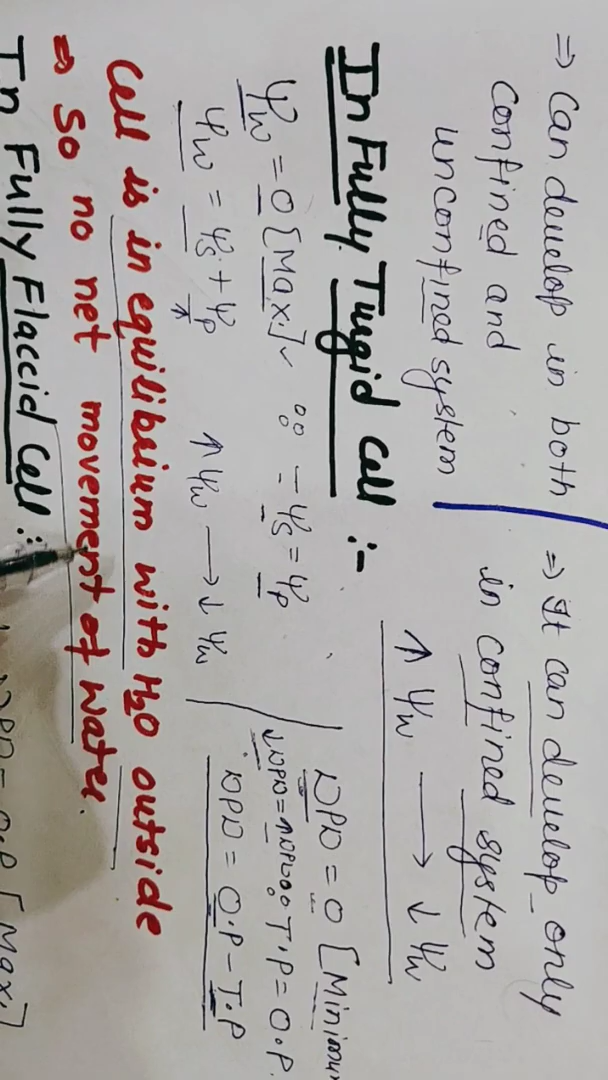 ⇒ Can develop in both
confined and
unconfined system
⇒ It can develop only
in confined system
↑ Ψw ⟶ ↓ Ψw
In Fully Turgid cell :-
Ψw = 0 [Max.] ✓ ∴ -Ψs = Ψp
Ψw = Ψs + Ψp
↑ Ψw ⟶ ↓ Ψw
DPD = 0 [Minimum
∴ T.P = O.P.
DPD = O.P - T.P
Cell is in equilibrium with H2O outside
⇒ So no net movement of water.
In Fully Flaccid Cell :-
DPD = O.P [Max.]